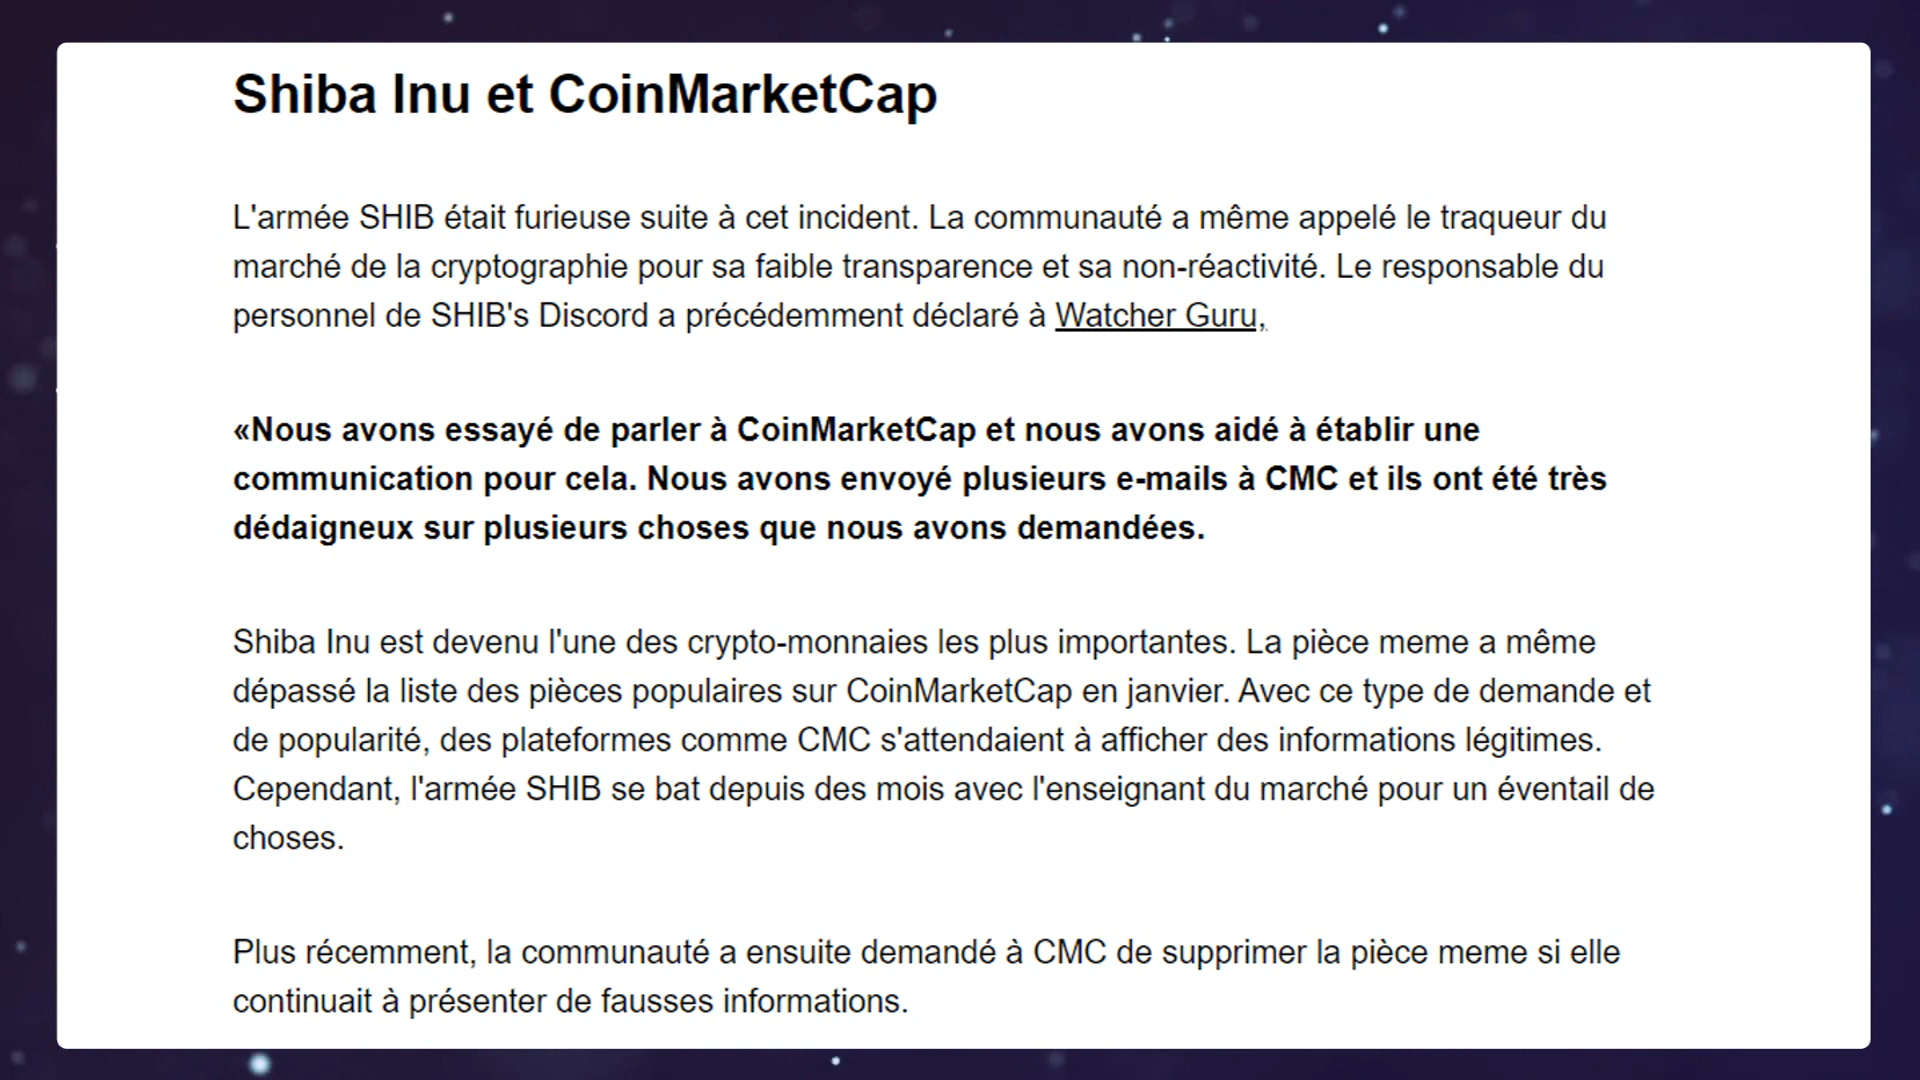 Shiba Inu et CoinMarketCap
L'armée SHIB était furieuse suite à cet incident. La communauté a même appelé le traqueur du
marché de la cryptographie pour sa faible transparence et sa non-réactivité. Le responsable du
personnel de SHIB's Discord a précédemment déclaré à Watcher Guru,
«Nous avons essayé de parler à CoinMarketCap et nous avons aidé à établir une
communication pour cela. Nous avons envoyé plusieurs e-mails à CMC et ils ont été très
dédaigneux sur plusieurs choses que nous avons demandées.
Shiba Inu est devenu l'une des crypto-monnaies les plus importantes. La pièce meme a même
dépassé la liste des pièces populaires sur CoinMarketCap en janvier. Avec ce type de demande et
de popularité, des plateformes comme CMC s'attendaient à afficher des informations légitimes.
Cependant, l'armée SHIB se bat depuis des mois avec l'enseignant du marché pour un éventail de
choses.
Plus récemment, la communauté a ensuite demandé à CMC de supprimer la pièce meme si elle
continuait à présenter de fausses informations.